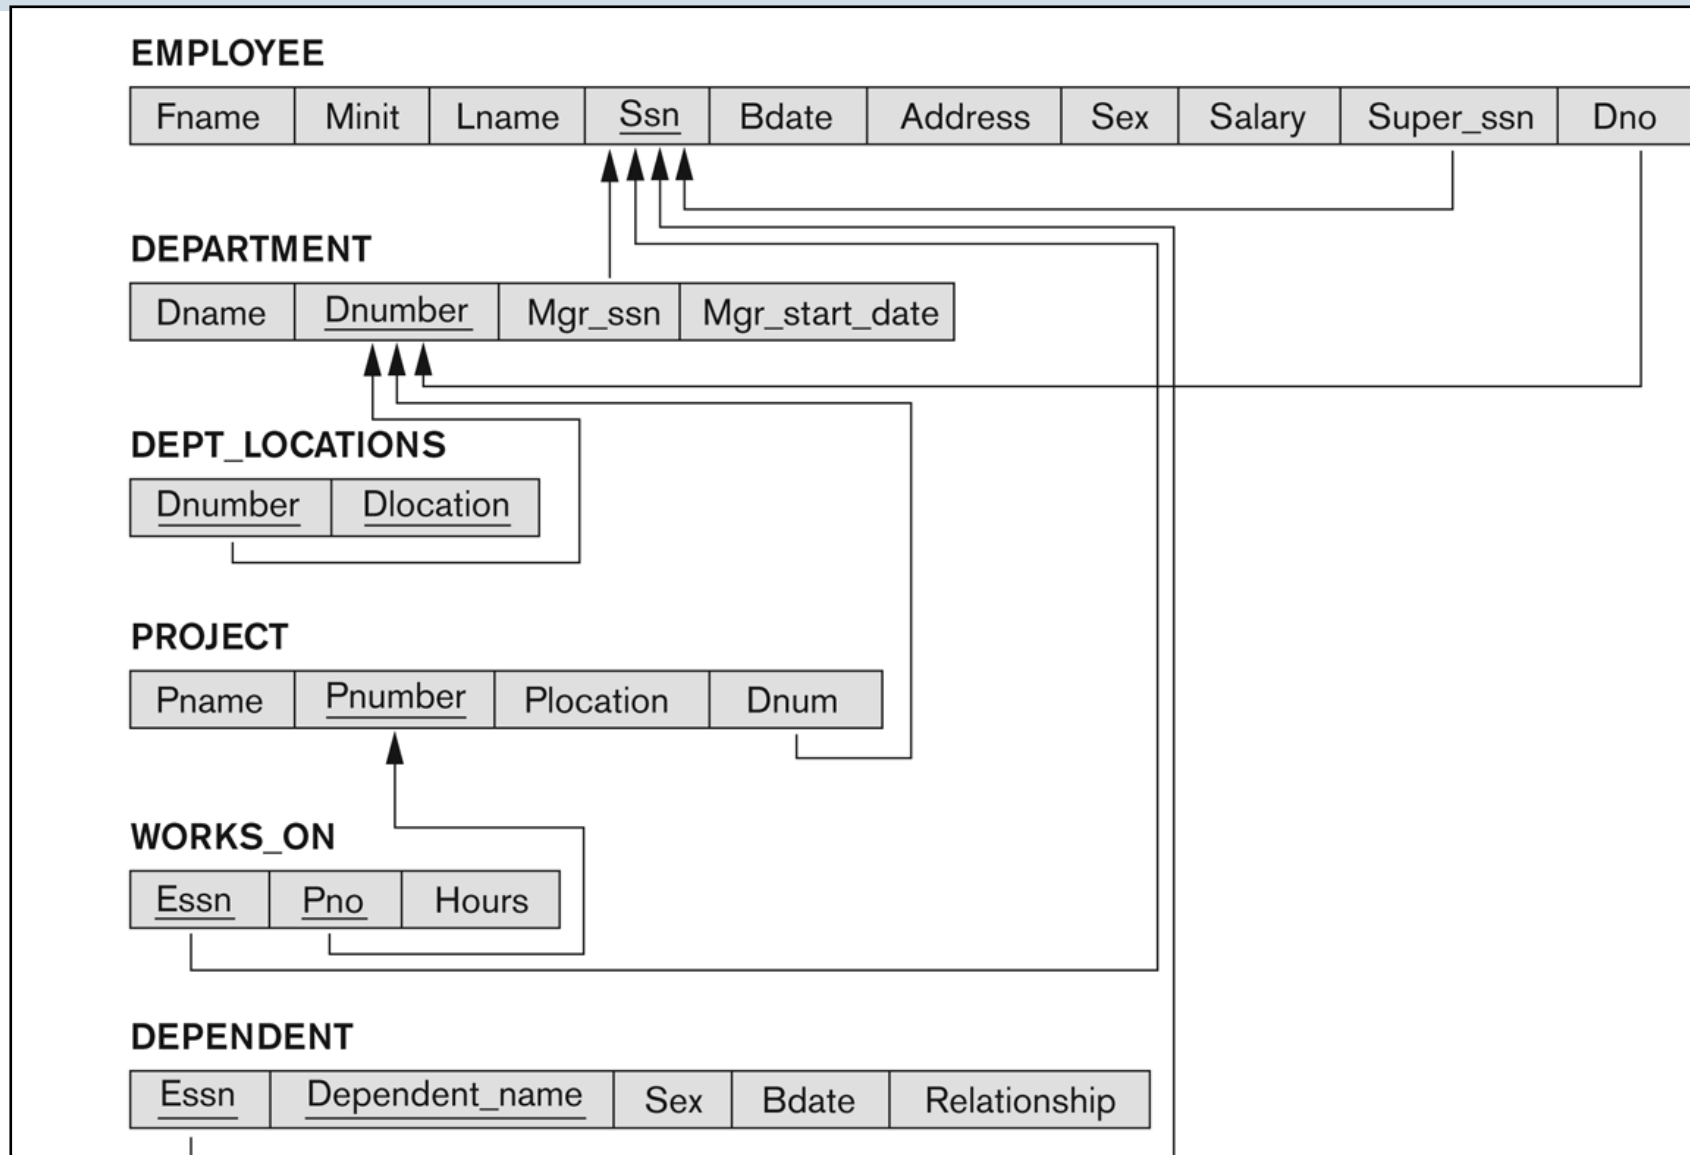 EMPLOYEE
Fname Minit Lname Ssn Bdate Address Sex Salary Super_ssn Dno
DEPARTMENT
Dname Dnumber Mgr_ssn Mgr_start_date
DEPT_LOCATIONS
Dnumber Dlocation
PROJECT
Pname Pnumber Plocation Dnum
WORKS_ON
Essn Pno Hours
DEPENDENT
Essn Dependent_name Sex Bdate Relationship